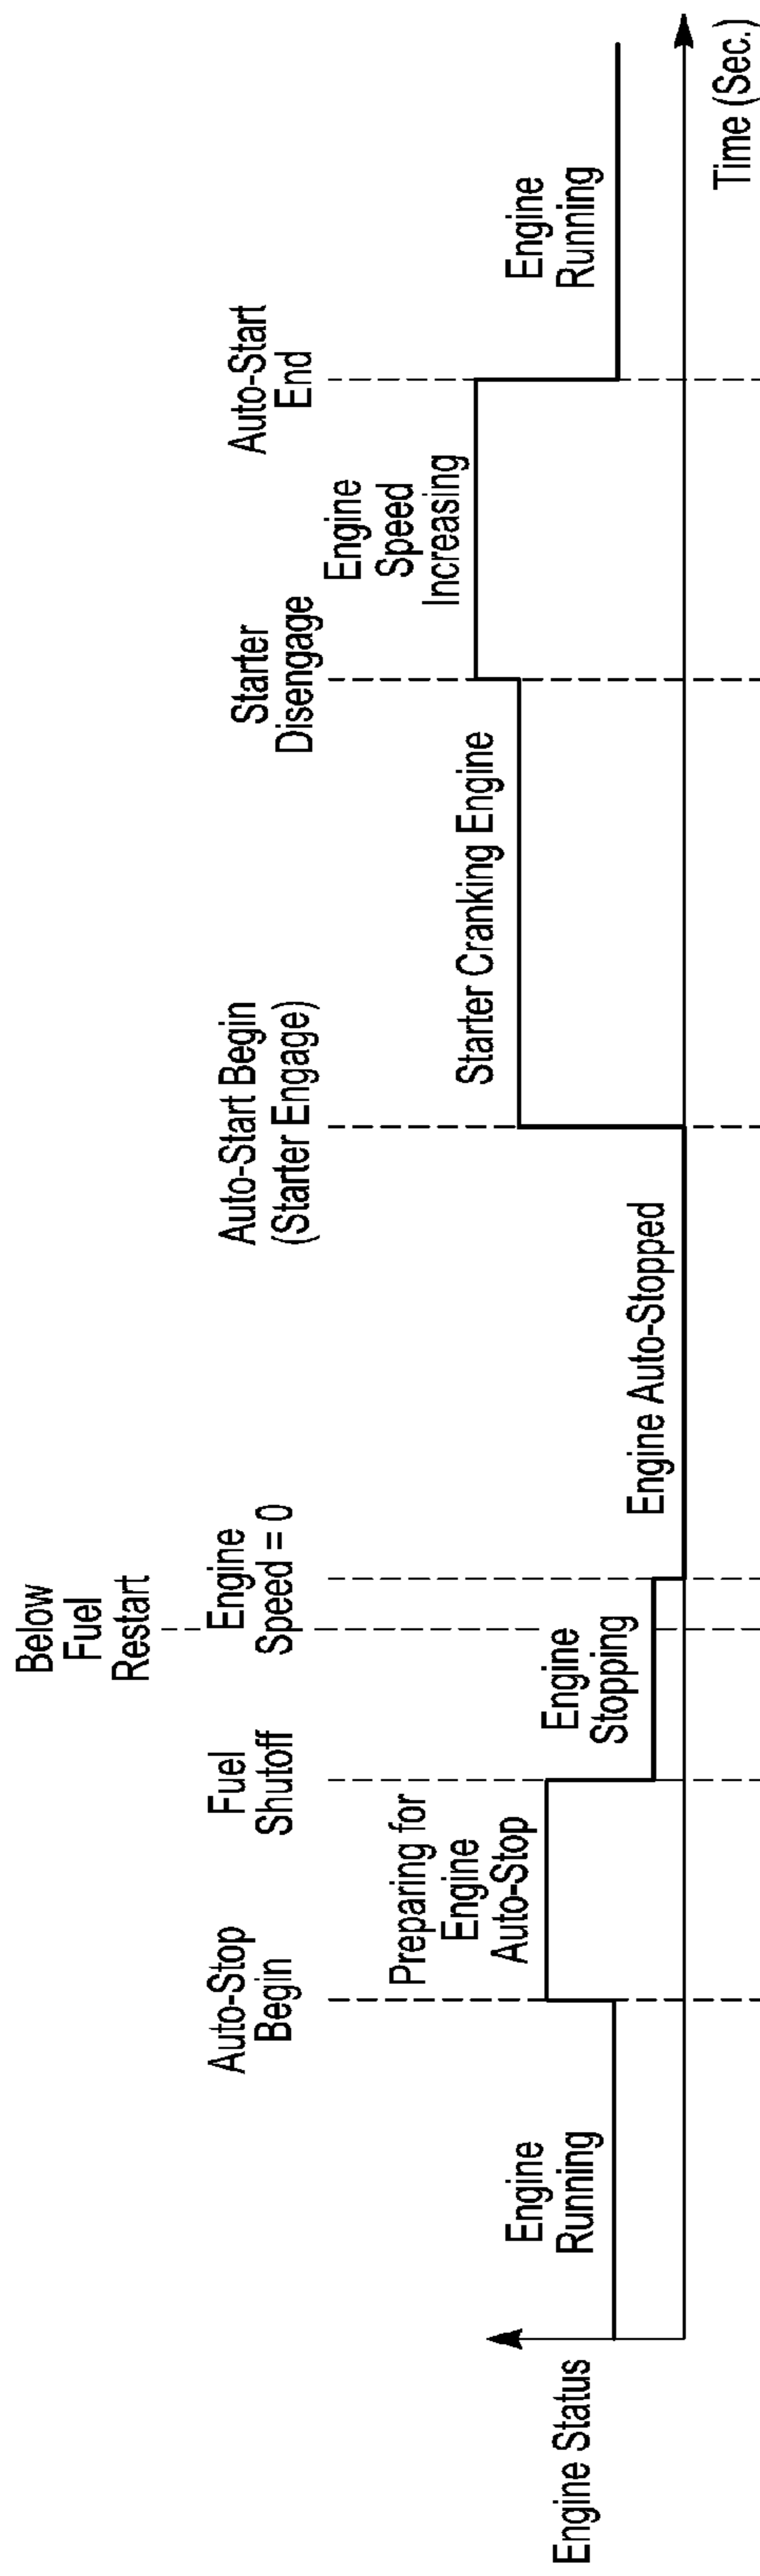 Below
Fuel
Restart
Auto-Stop
Begin
Fuel
Shutoff
Engine
Speed = 0
Auto-Start Begin
(Starter Engage)
Starter
Disengage
Auto-Start
End
Engine Status
Engine
Running
Preparing for
Engine
Auto-Stop
Engine
Stopping
Engine Auto-Stopped
Starter Cranking Engine
Engine
Speed
Increasing
Engine
Running
Time (Sec.)